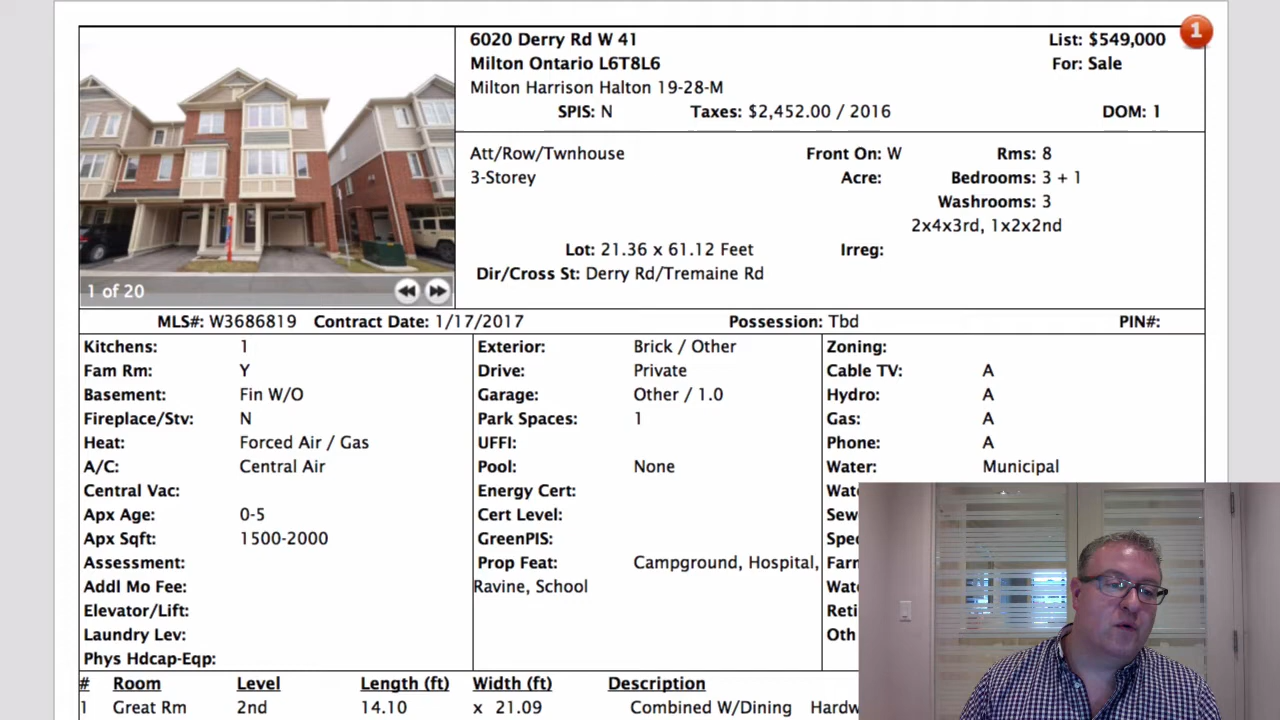 6020 Derry Rd W 41 List: $549,000
1
Milton Ontario L6T8L6 For: Sale
Milton Harrison Halton 19-28-M
SPIS: N Taxes: $2,452.00 / 2016 DOM: 1
Att/Row/Twnhouse Front On: W Rms: 8
3-Storey Acre: Bedrooms: 3 + 1
Washrooms: 3
2x4x3rd, 1x2x2nd
Lot: 21.36 x 61.12 Feet Irreg:
Dir/Cross St: Derry Rd/Tremaine Rd
1 of 20
MLS#: W3686819 Contract Date: 1/17/2017 Possession: Tbd PIN#:
Kitchens: 1 Exterior: Brick / Other Zoning:
Fam Rm: Y Drive: Private Cable TV: A
Basement: Fin W/O Garage: Other / 1.0 Hydro: A
Fireplace/Stv: N Park Spaces: 1 Gas: A
Heat: Forced Air / Gas UFFI: Phone: A
A/C: Central Air Pool: None Water: Municipal
Central Vac: Energy Cert: Wate
Apx Age: 0-5 Cert Level: Sew
Apx Sqft: 1500-2000 GreenPIS: Spec
Assessment: Prop Feat: Campground, Hospital, Farm
Addl Mo Fee: Ravine, School Wate
Elevator/Lift: Reti
Laundry Lev: Oth
Phys Hdcap-Eqp:
# Room Level Length (ft) Width (ft) Description
1 Great Rm 2nd 14.10 x 21.09 Combined W/Dining Hardw